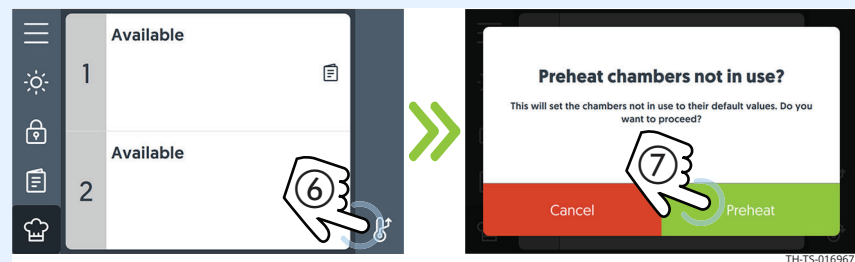 Available
1
Available
2
6
Preheat chambers not in use?
This will set the chambers not in use to their default values. Do you
want to proceed?
7
Cancel
Preheat
TH-TS-016967